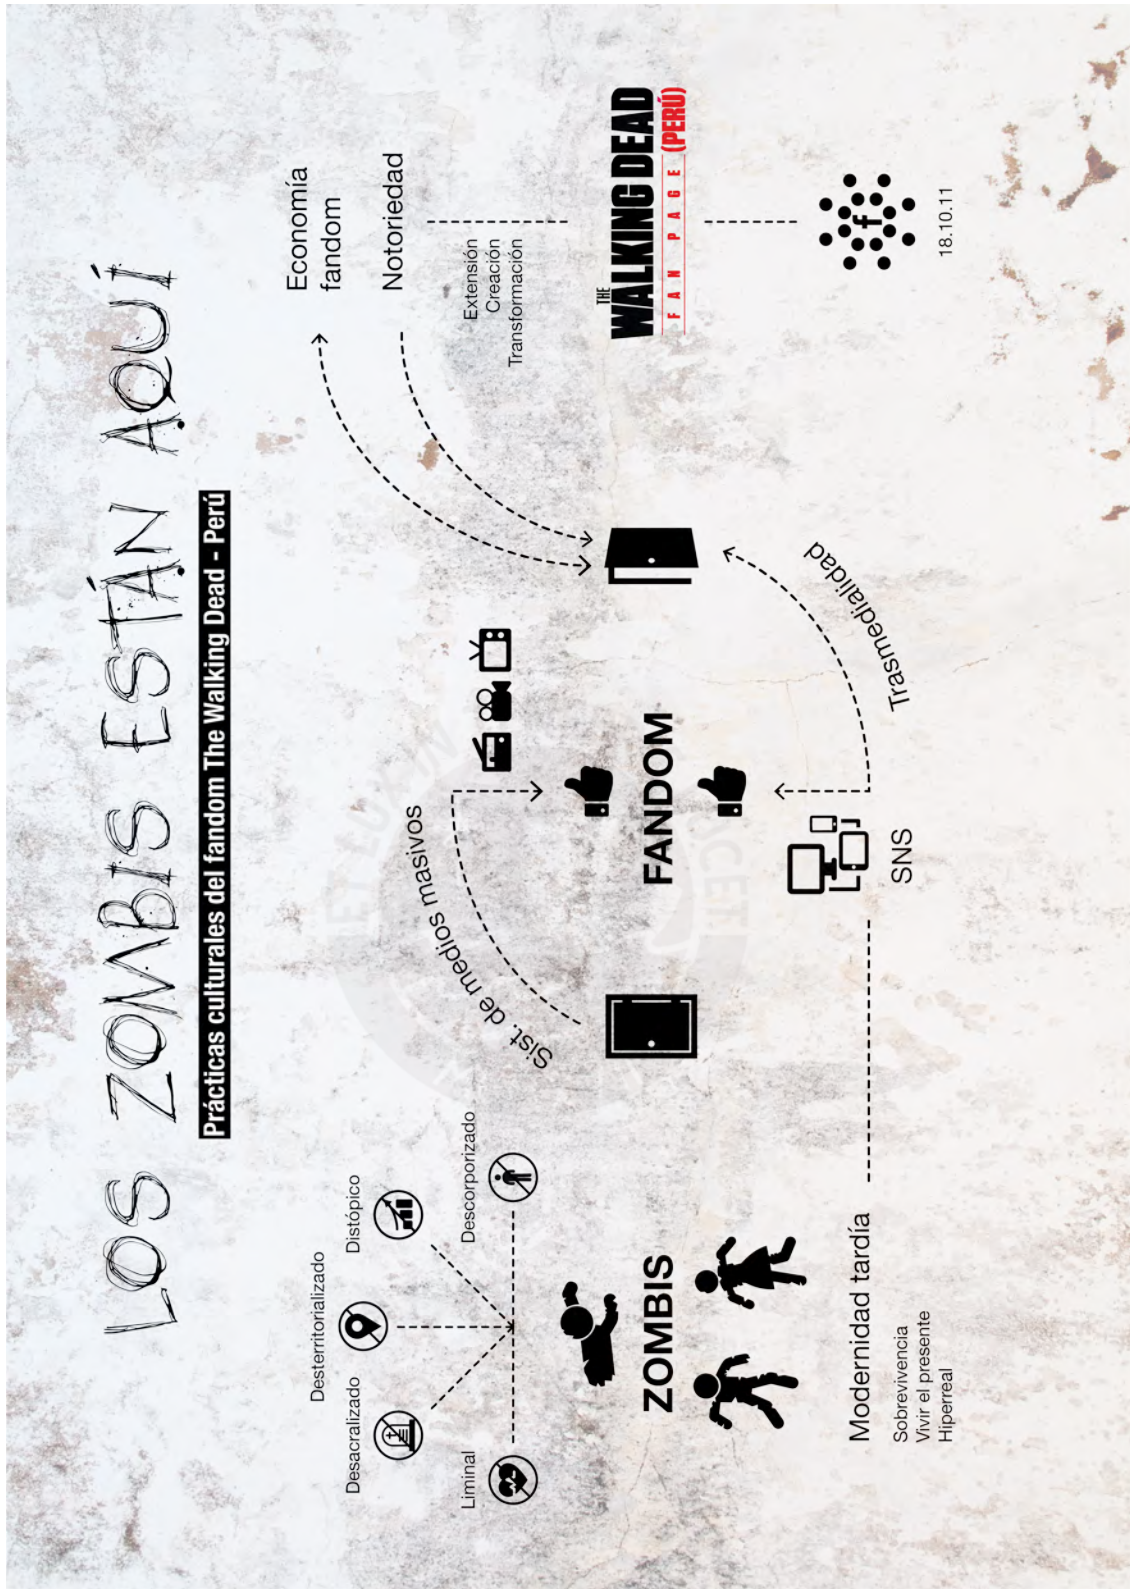 LOS ZOMBIS ESTÁN AQUÍ
Prácticas culturales del fandom The Walking Dead - Perú
Desterritorializado
Desacralizado
Distópico
Liminal
Descorporizado
ZOMBIS
Modernidad tardía
Sobrevivencia
Vivir el presente
Hiperreal
Sist. de medios masivos
FANDOM
SNS
Trasmedialidad
Economía
fandom
Notoriedad
Extensión
Creación
Transformación
THE
WALKING DEAD
FAN PAGE (PERÚ)
f
18.10.11